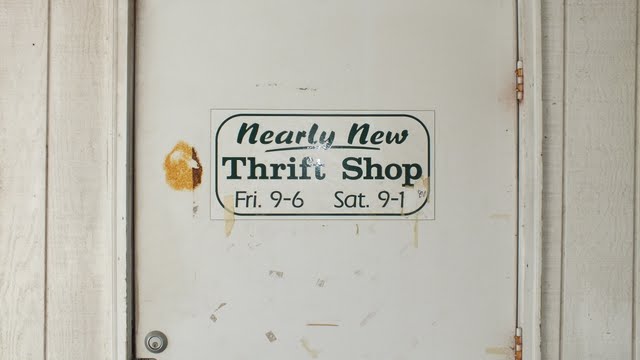 Nearly New
Thrift Shop
Fri. 9-6 Sat. 9-1